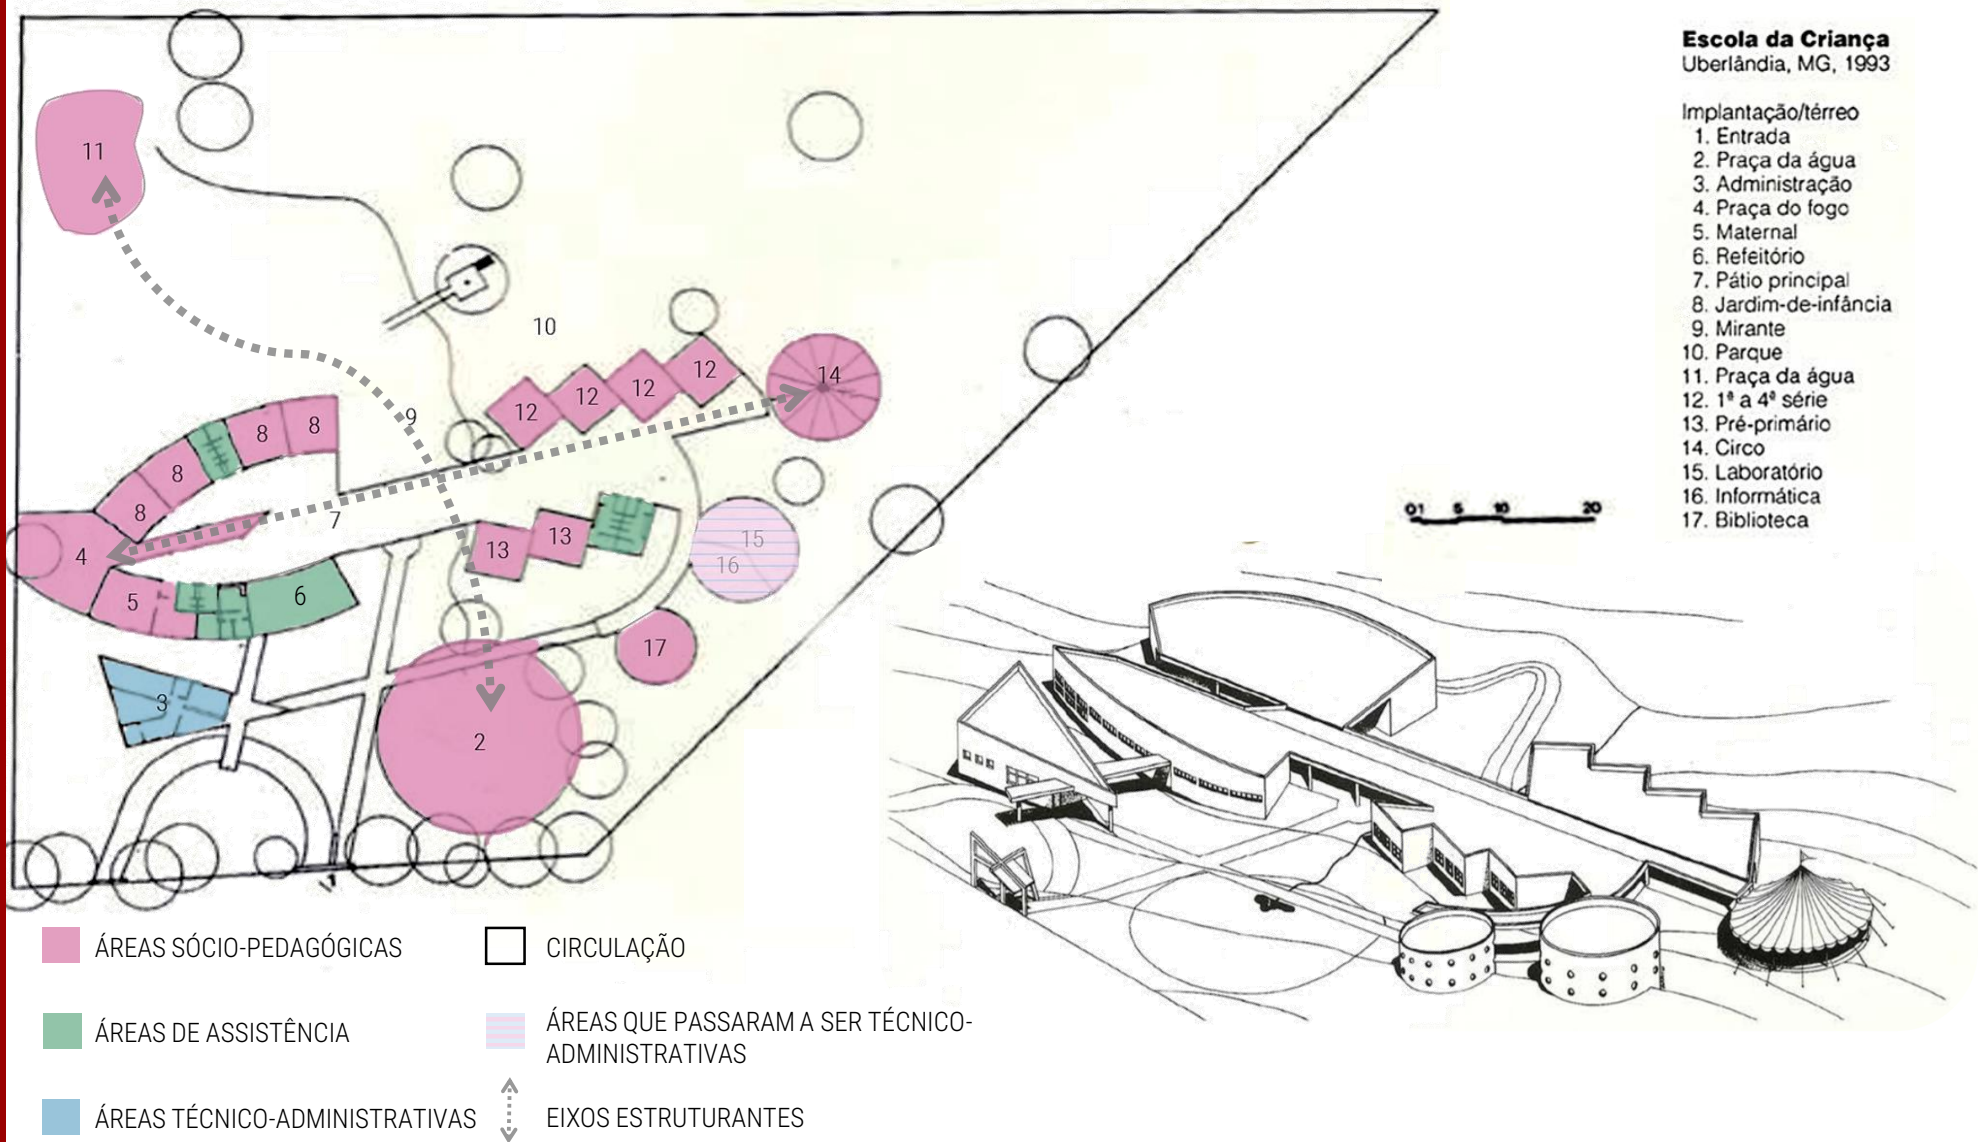 Escola da Criança
Uberlândia, MG, 1993
Implantação/térreo
1. Entrada
2. Praça da água
3. Administração
4. Praça do fogo
5. Maternal
6. Refeitório
7. Pátio principal
8. Jardim-de-infância
9. Mirante
10. Parque
11. Praça da água
12. 1ª a 4ª série
13. Pré-primário
14. Circo
15. Laboratório
16. Informática
17. Biblioteca
01 5 10 20
11
10
12
12
12
12
14
9
8
8
8
8
7
4
13
13
15
16
5
6
17
3
2
1
ÁREAS SÓCIO-PEDAGÓGICAS
CIRCULAÇÃO
ÁREAS DE ASSISTÊNCIA
ÁREAS QUE PASSARAM A SER TÉCNICO-
ADMINISTRATIVAS
ÁREAS TÉCNICO-ADMINISTRATIVAS
EIXOS ESTRUTURANTES